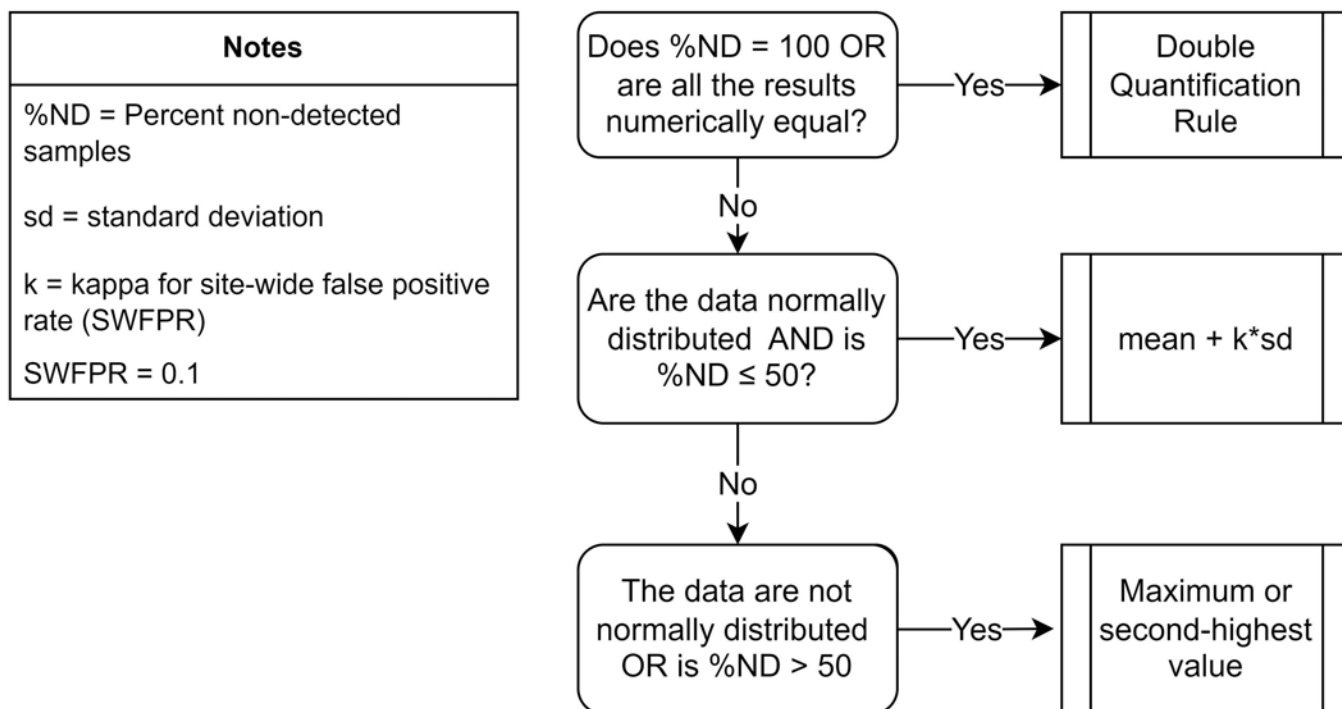 Notes
%ND = Percent non-detected
samples
sd = standard deviation
k = kappa for site-wide false positive
rate (SWFPR)
SWFPR = 0.1
Does %ND = 100 OR
are all the results
numerically equal?
Yes
Double
Quantification
Rule
No
Are the data normally
distributed AND is
%ND ≤ 50?
Yes
mean + k*sd
No
The data are not
normally distributed
OR is %ND > 50
Yes
Maximum or
second-highest
value